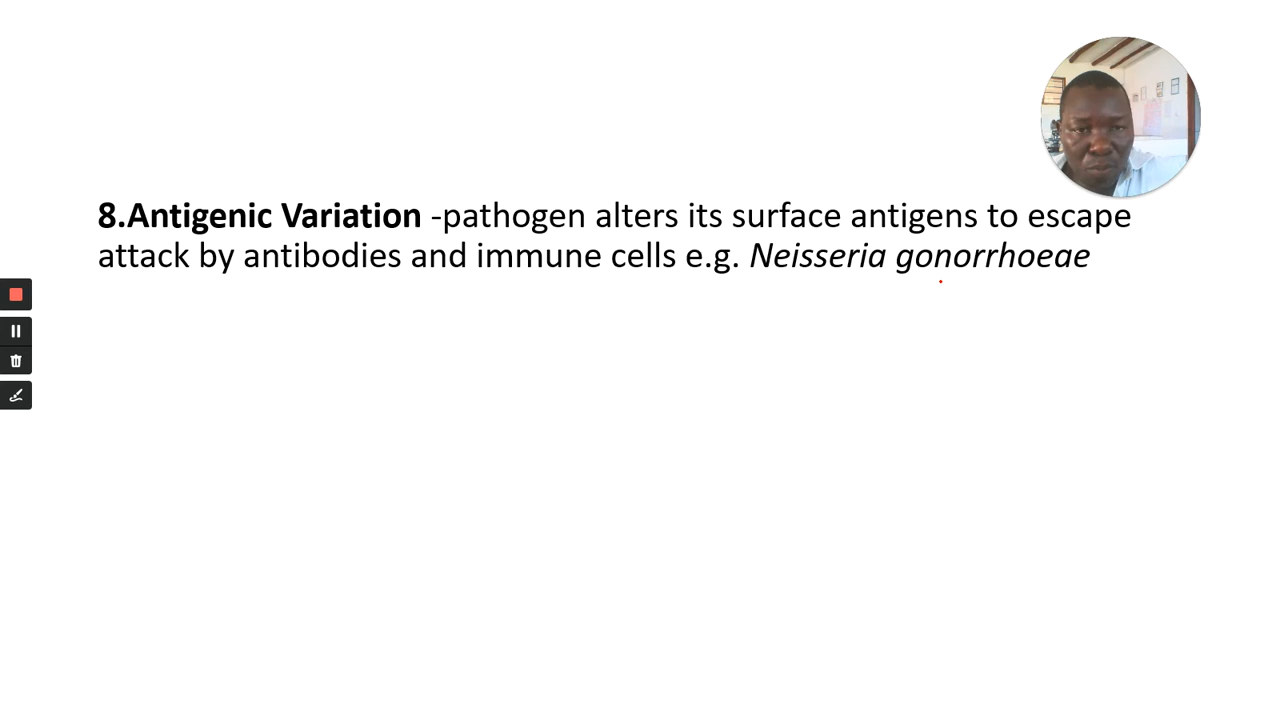 8.Antigenic Variation -pathogen alters its surface antigens to escape
attack by antibodies and immune cells e.g. Neisseria gonorrhoeae